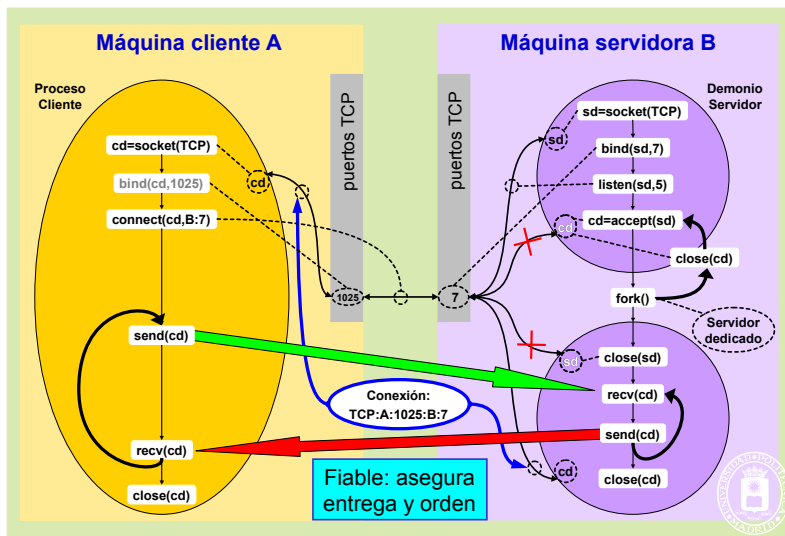 Máquina cliente A
Máquina servidora B
Proceso
Cliente
puertos TCP
puertos TCP
Demonio
Servidor
cd=socket(TCP)
bind(cd,1025)
connect(cd,B:7)
cd
sd
sd=socket(TCP)
bind(sd,7)
listen(sd,5)
cd
cd=accept(sd)
close(cd)
1025
7
fork()
Servidor
dedicado
send(cd)
sd
close(sd)
Conexión:
TCP:A:1025:B:7
recv(cd)
send(cd)
recv(cd)
cd
close(cd)
close(cd)
Fiable: asegura
entrega y orden
UNIVERSIDAD POLITÉCNICA
MADRID